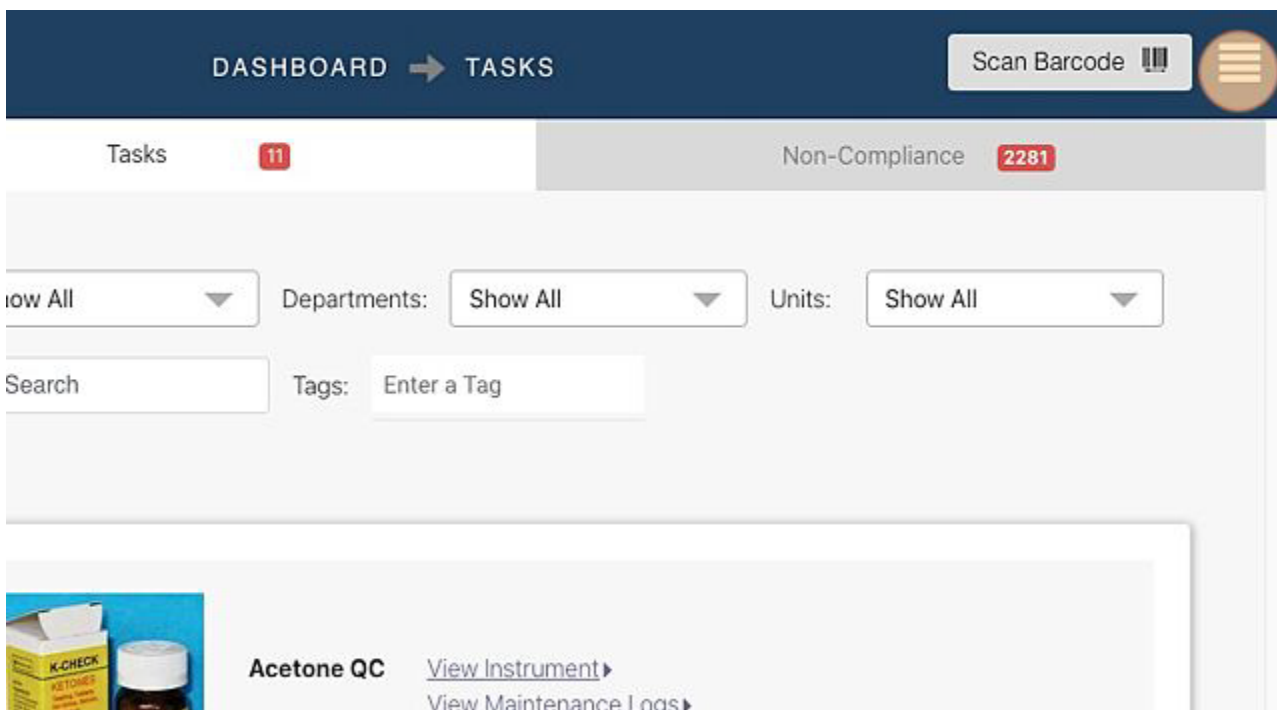 DASHBOARD TASKS
Scan Barcode
Tasks 11
Non-Compliance 2281
Show All
Departments: Show All
Units: Show All
Search
Tags: Enter a Tag
K-CHECK
KETONES
Acetone QC
View Instrument
View Maintenance Logs